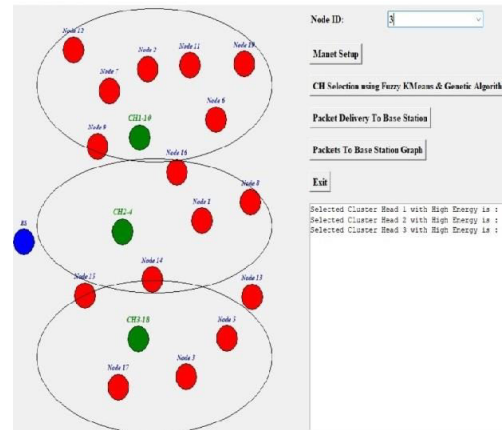 Node ID:
3
Manet Setup
CH Selection using Fuzzy KMeans & Genetic Algorith
Packet Delivery To Base Station
Packets To Base Station Graph
Exit
Selected Cluster Head 1 with High Energy is :
Selected Cluster Head 2 with High Energy is :
Selected Cluster Head 3 with High Energy is :
Node 12
Node 2
Node 11
Node 19
Node 7
Node 6
CH1-10
Node 9
Node 16
Node 8
Node 1
CH2-4
BS
Node 14
Node 15
Node 13
CH3-18
Node 5
Node 3
Node 17